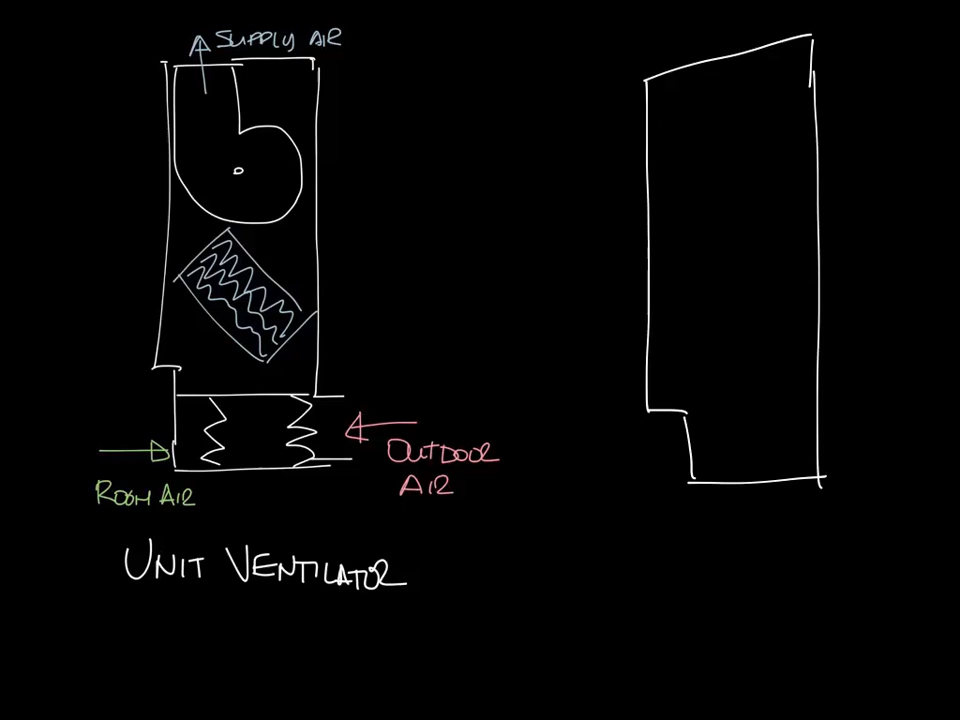 SUPPLY AIR
OUTDOOR
AIR
ROOM AIR
UNIT VENTILATOR